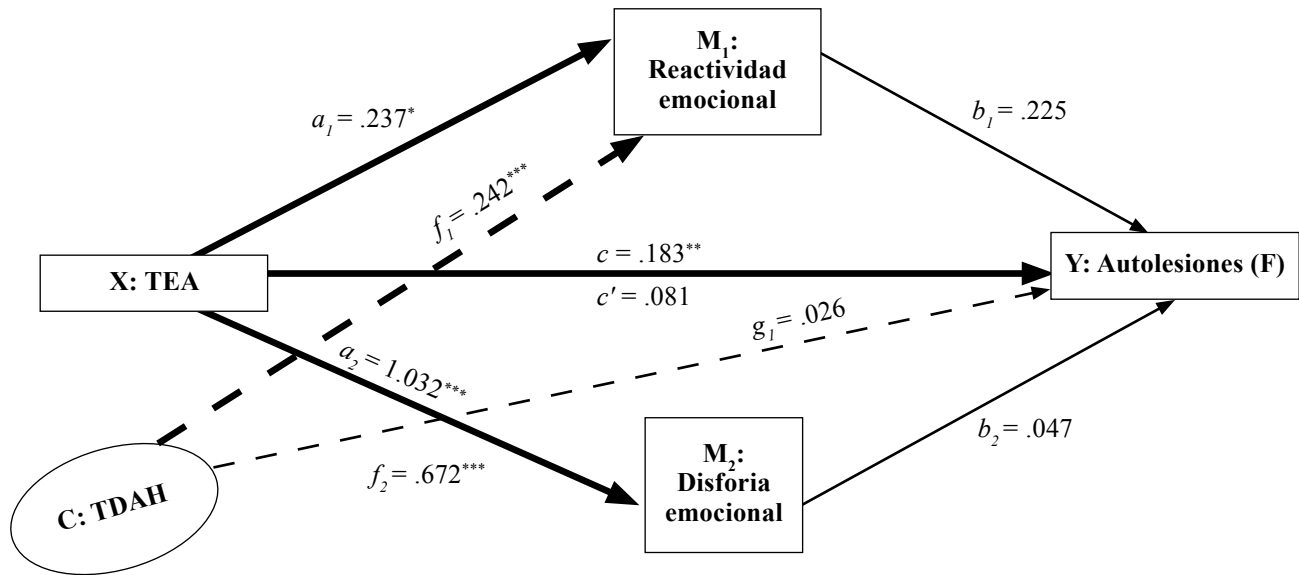 M1:
Reactividad
emocional
a1 = .237*
b1 = .225
f1 = .242***
X: TEA
c = .183**
c′ = .081
Y: Autolesiones (F)
g1 = .026
a2 = 1.032***
f2 = .672***
C: TDAH
M2:
Disforia
emocional
b2 = .047